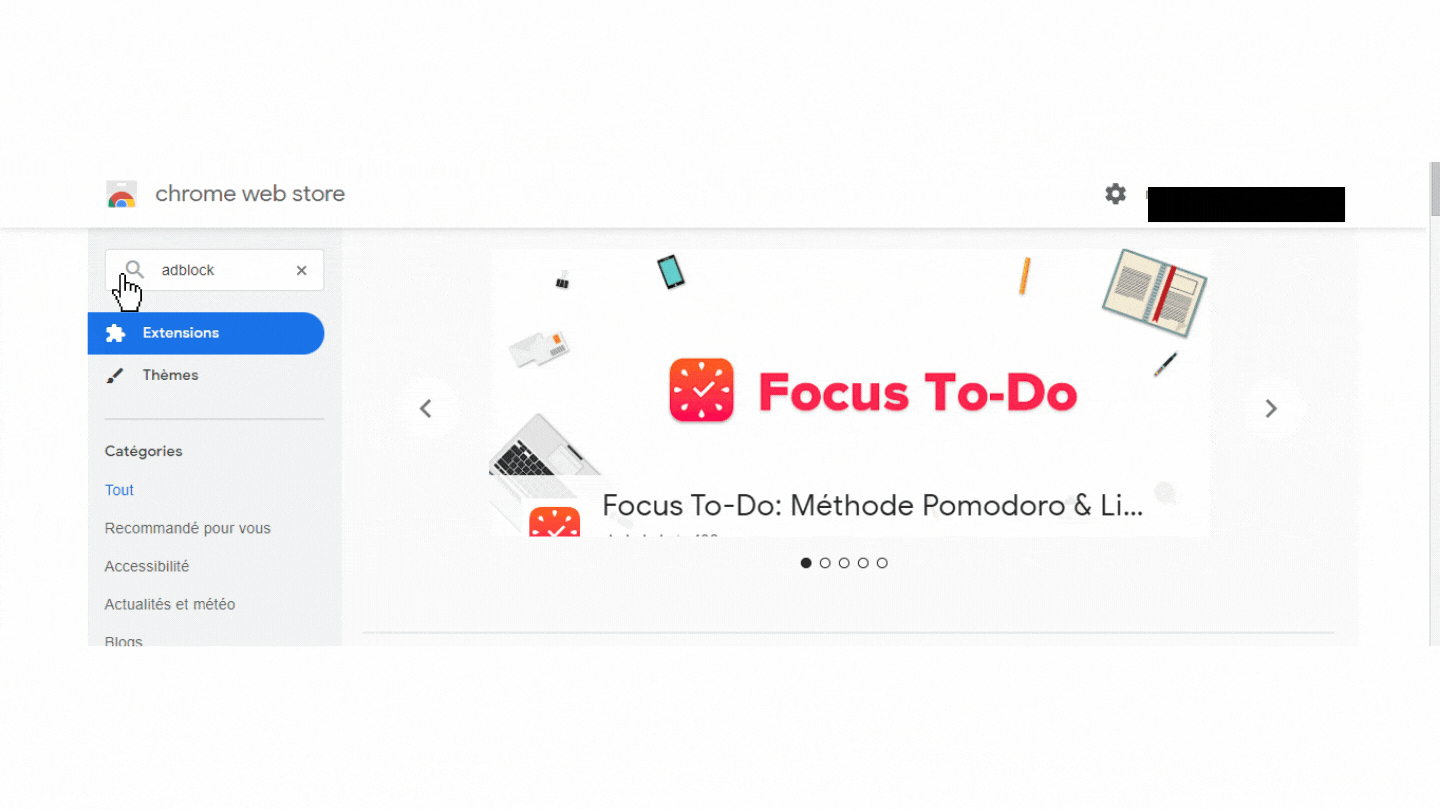 chrome web store
adblock
Extensions
Thèmes
Catégories
Tout
Recommandé pour vous
Accessibilité
Actualités et météo
Blogs
Focus To-Do
Focus To-Do: Méthode Pomodoro & Li...